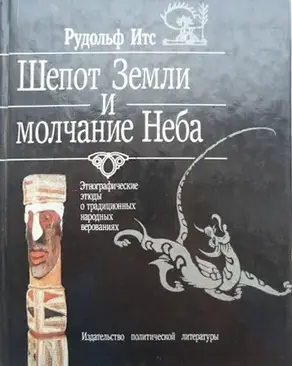 Рудольф Итс
Шепот Земли
и
молчание Неба
Этнографические
этюды
о традиционных
народных
верованиях
Издательство политической литературы